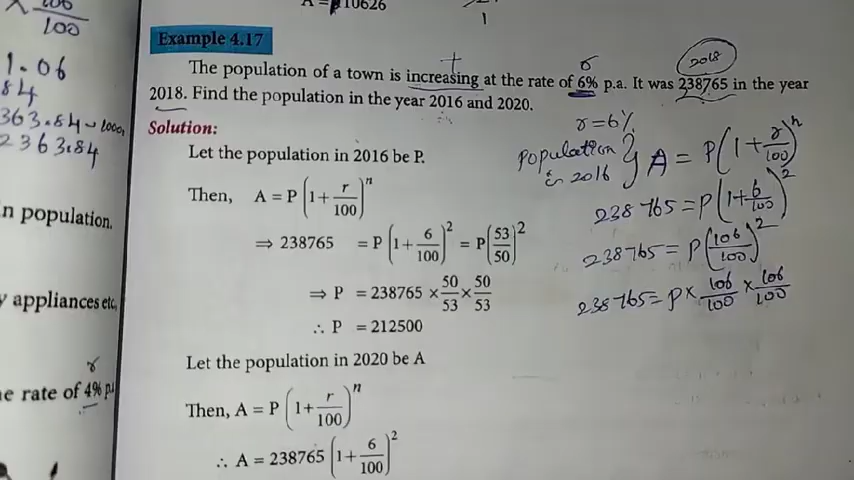 A = 10626
1
× 106/100
1.06
84
363.84 ~ 1000,
2363.84
n population.
y appliances etc.
r
e rate of 4% p.a
Example 4.17
+
r
2018
The population of a town is increasing at the rate of 6% p.a. It was 238765 in the year
2018. Find the population in the year 2016 and 2020.
Solution:
Let the population in 2016 be P.
Then, A = P (1 + r/100)^n
⇒ 238765 = P (1 + 6/100)^2 = P(53/50)^2
⇒ P = 238765 × 50/53 × 50/53
∴ P = 212500
Let the population in 2020 be A
Then, A = P (1 + r/100)^n
∴ A = 238765 (1 + 6/100)^2
r = 6%
population in 2016 } A = P(1 + r/100)^n
238765 = P(1 + 6/100)^2
238765 = P(106/100)^2
238765 = P × 106/100 × 106/100